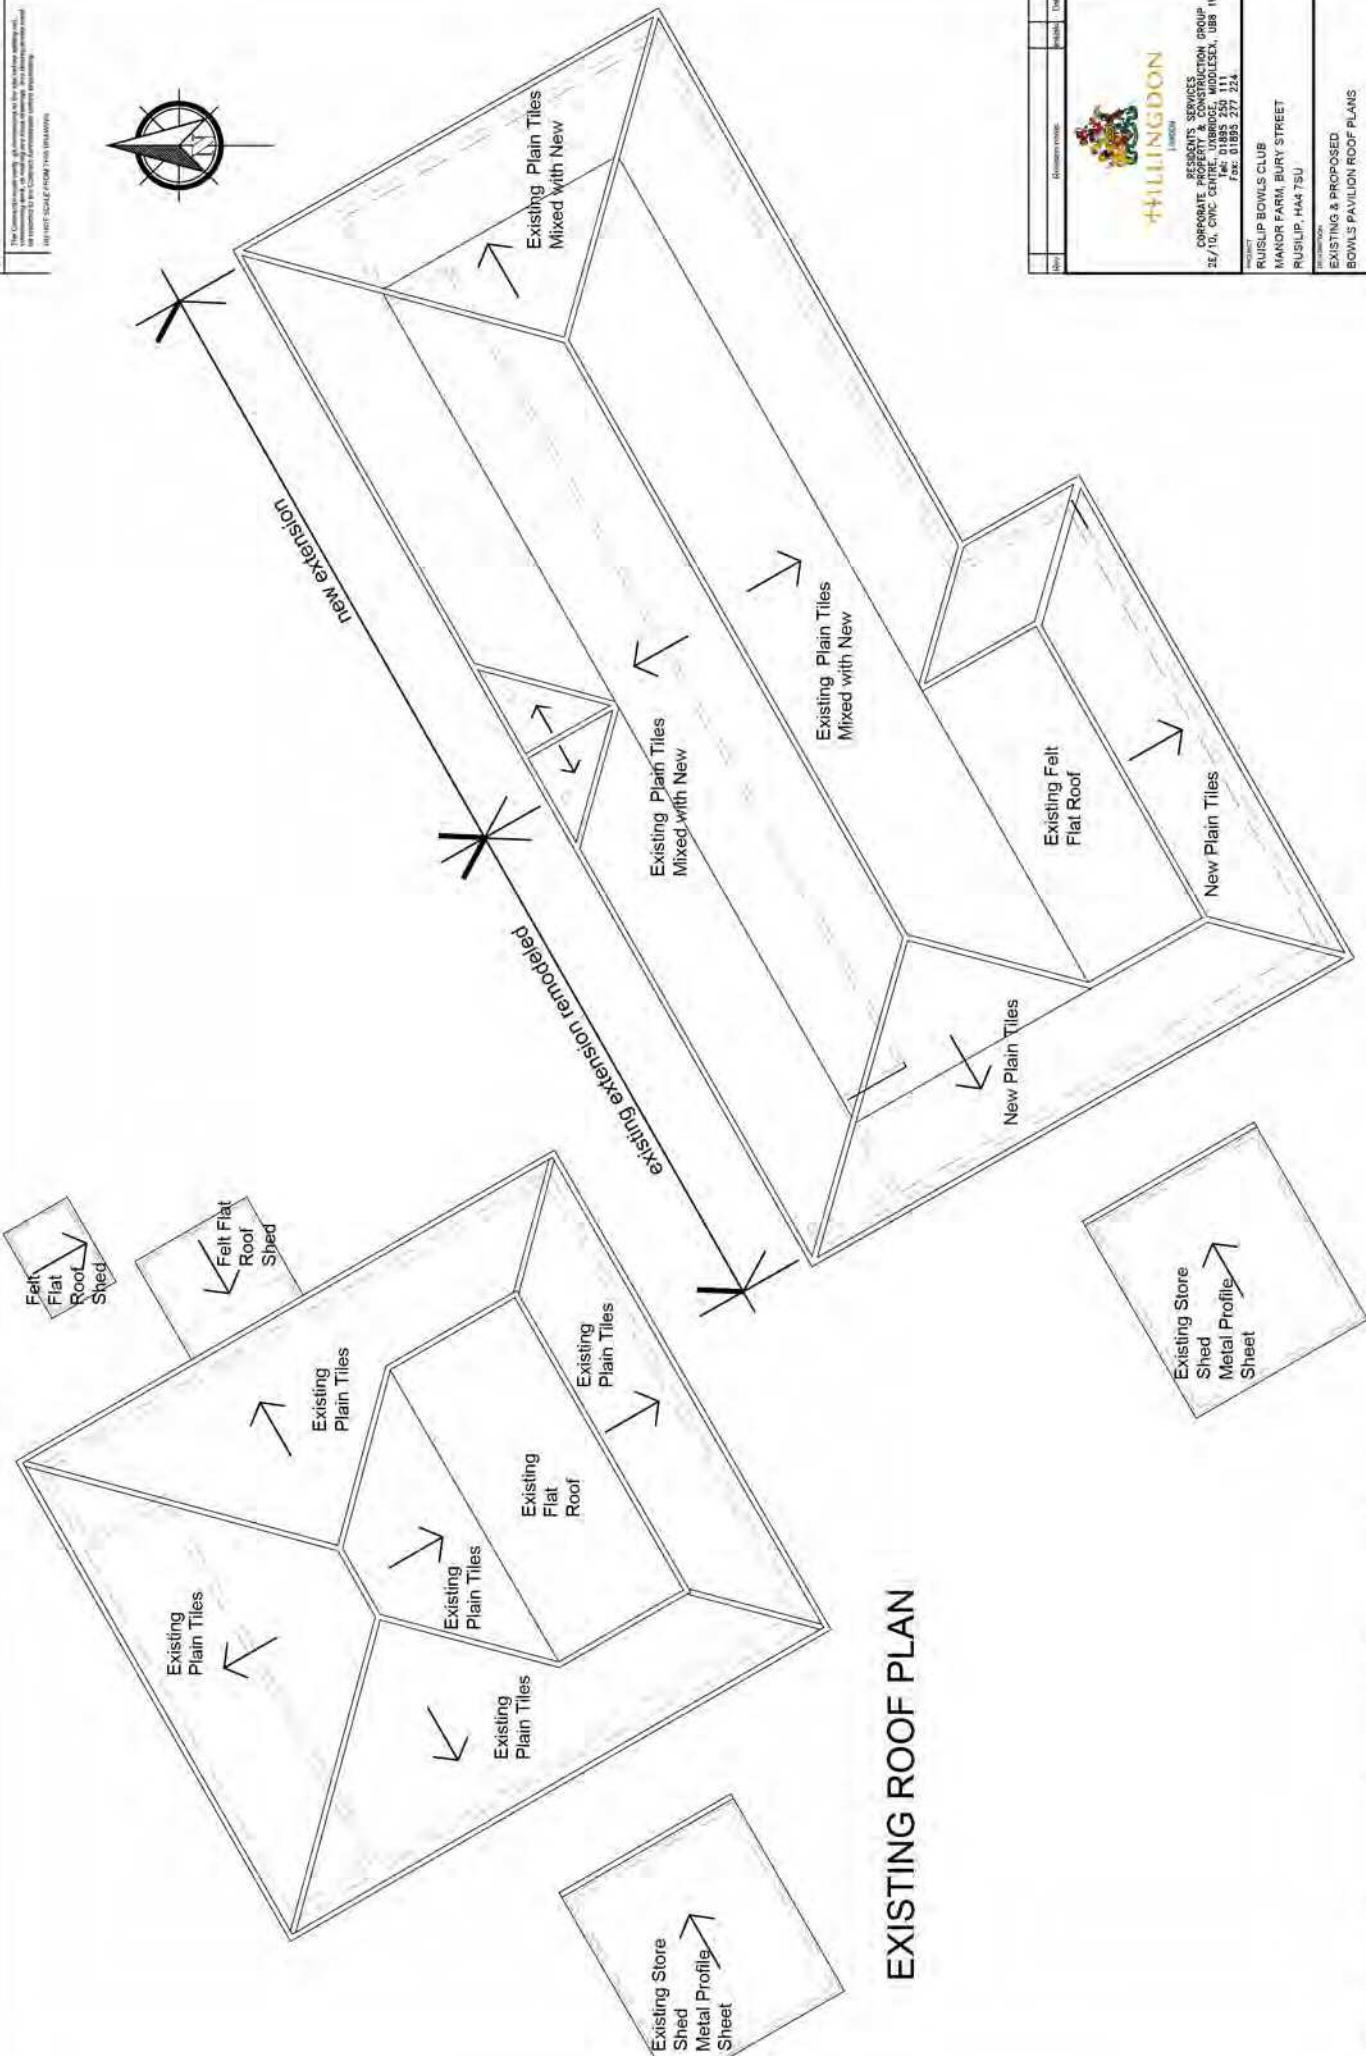 DO NOT SCALE FROM THIS DRAWING
N
Felt
Flat
Roof
Shed
Felt Flat
Roof
Shed
Existing
Plain Tiles
Existing
Plain Tiles
Existing
Plain Tiles
Existing
Plain Tiles
Existing
Flat
Roof
Existing
Plain Tiles
Existing Store
Shed
Metal Profile
Sheet
EXISTING ROOF PLAN
new extension
existing extension remodeled
Existing Plain Tiles
Mixed with New
Existing Plain Tiles
Mixed with New
Existing Plain Tiles
Mixed with New
Existing Felt
Flat Roof
New Plain Tiles
New Plain Tiles
Existing Store
Shed
Metal Profile
Sheet
Rev
HILLINGDON
LONDON
RESIDENTS SERVICES
CORPORATE PROPERTY & CONSTRUCTION GROUP
2E/10, CIVIC CENTRE, UXBRIDGE, MIDDLESEX, UB8
Tel: 01895 250 111
Fax: 01895 277 224
PROJECT
RUISLIP BOWLS CLUB
MANOR FARM, BURY STREET
RUSILIP, HA4 7SU
DESCRIPTION
EXISTING & PROPOSED
BOWLS PAVILION ROOF PLANS